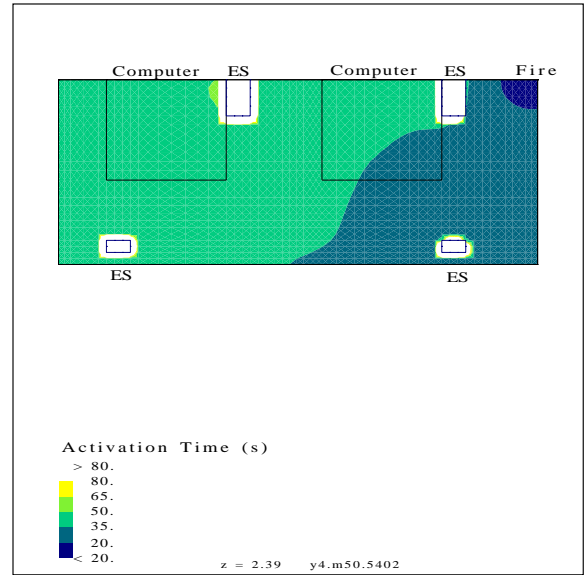 Computer ES Computer ES Fire
ES ES
Activation Time (s)
> 80.
80.
65.
50.
35.
20.
< 20.
z = 2.39 y4.m50.5402